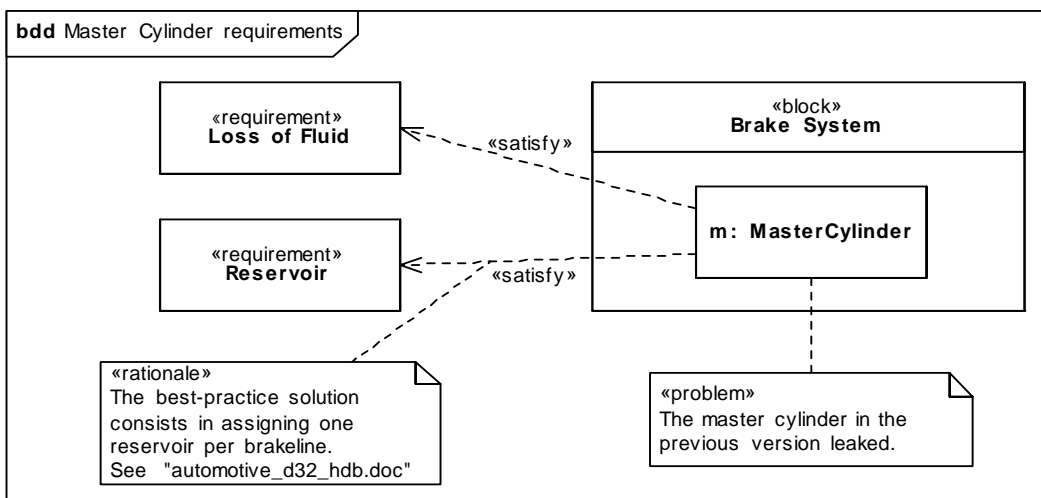 bdd Master Cylinder requirements
«requirement»
Loss of Fluid
«satisfy»
«block»
Brake System
m: MasterCylinder
«requirement»
Reservoir
«satisfy»
«rationale»
The best-practice solution
consists in assigning one
reservoir per brakeline.
See "automotive_d32_hdb.doc"
«problem»
The master cylinder in the
previous version leaked.